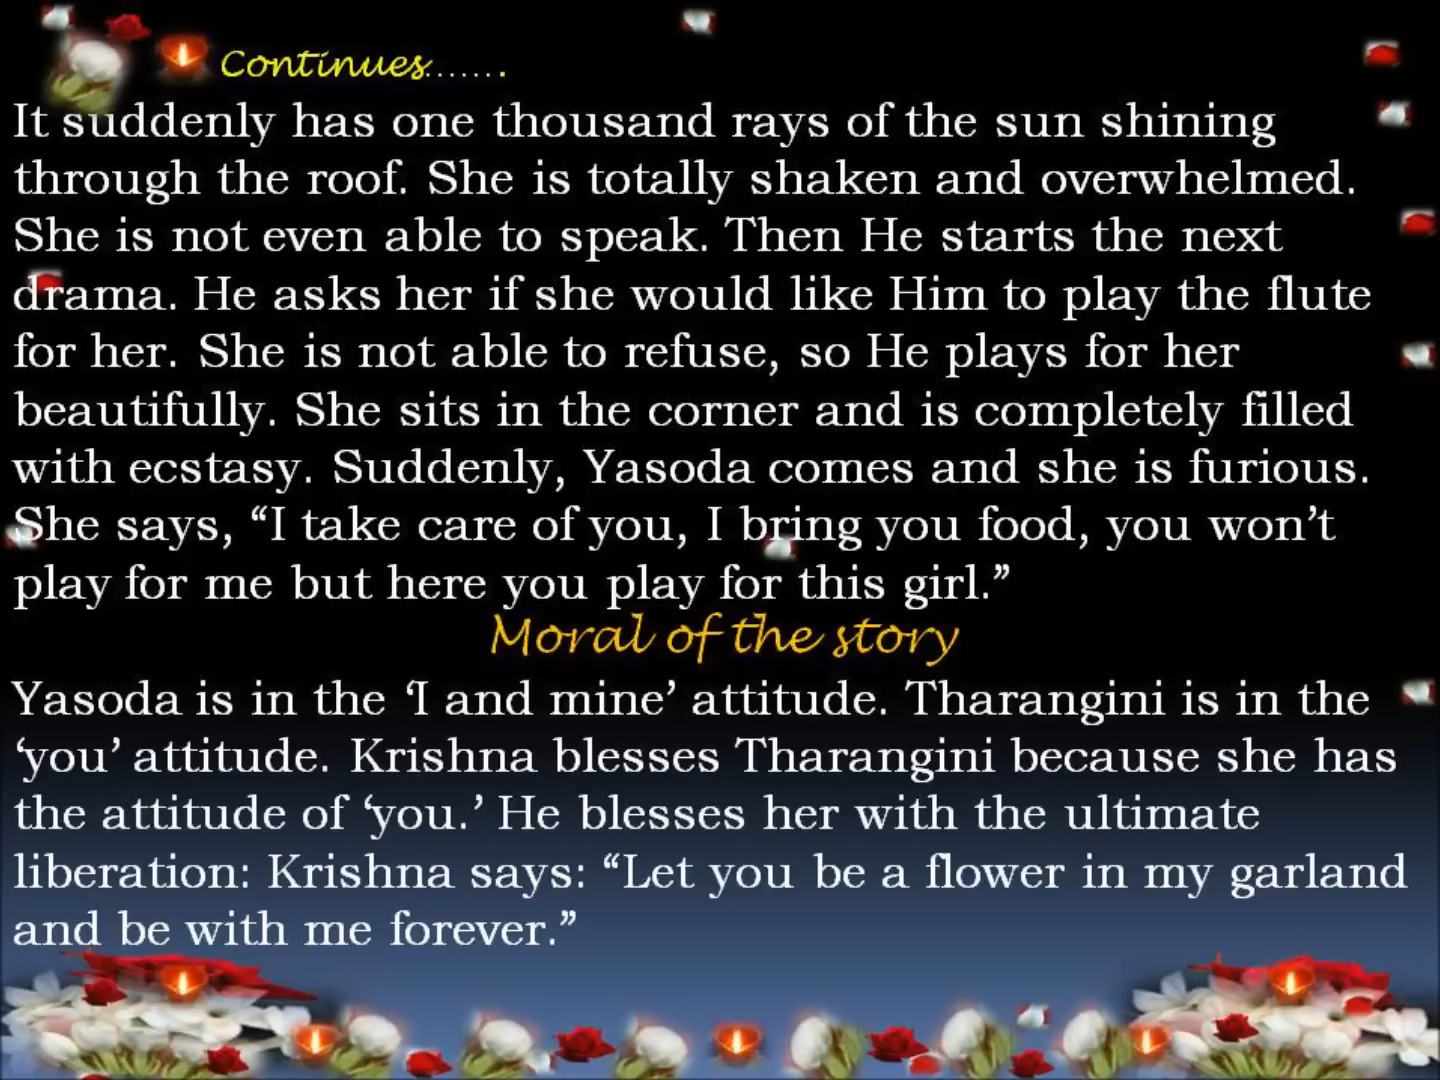 Continues.......
It suddenly has one thousand rays of the sun shining
through the roof. She is totally shaken and overwhelmed.
She is not even able to speak. Then He starts the next
drama. He asks her if she would like Him to play the flute
for her. She is not able to refuse, so He plays for her
beautifully. She sits in the corner and is completely filled
with ecstasy. Suddenly, Yasoda comes and she is furious.
She says, “I take care of you, I bring you food, you won’t
play for me but here you play for this girl.”
Moral of the story
Yasoda is in the ‘I and mine’ attitude. Tharangini is in the
‘you’ attitude. Krishna blesses Tharangini because she has
the attitude of ‘you.’ He blesses her with the ultimate
liberation: Krishna says: “Let you be a flower in my garland
and be with me forever.”